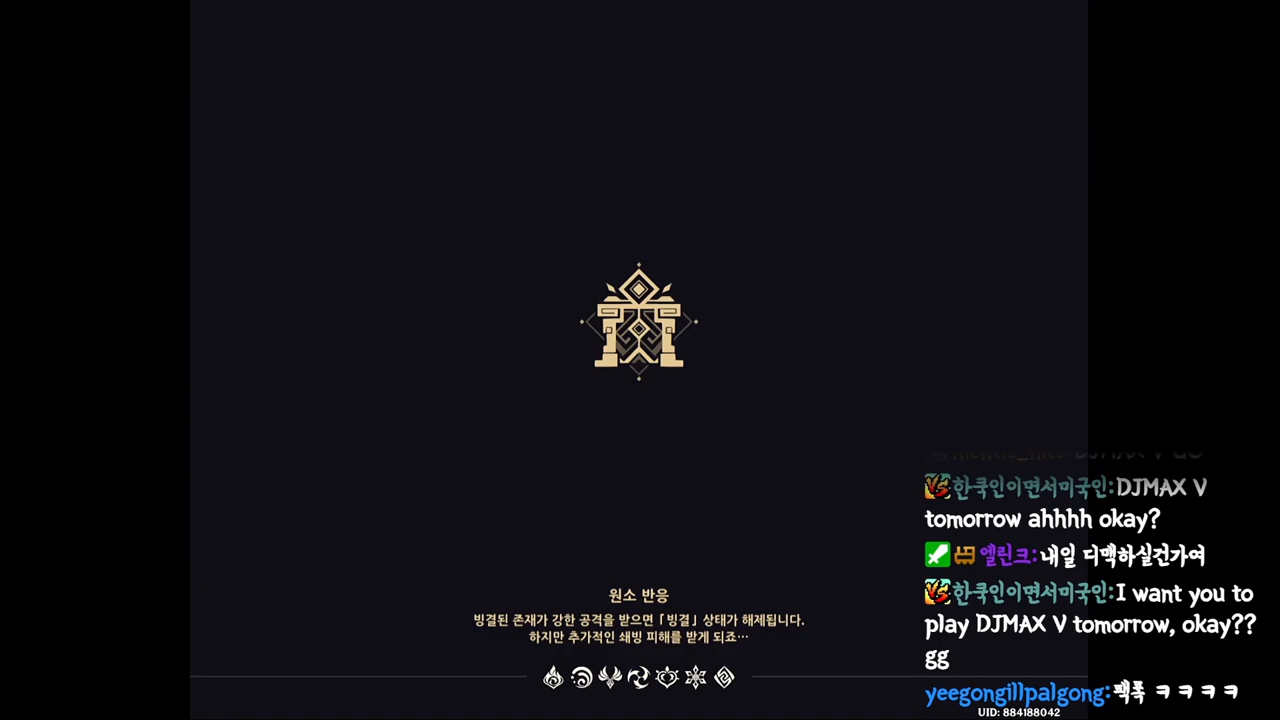 한쿡인이면서미국인:DJMAX V
tomorrow ahhhh okay?
엘린크:내일 디맥하실건가여
한쿡인이면서미국인:I want you to
play DJMAX V tomorrow, okay??
gg
yeegongillpalgong:팩폭 ㅋㅋㅋㅋ
원소 반응
빙결된 존재가 강한 공격을 받으면 「빙결」 상태가 해제됩니다.
하지만 추가적인 쇄빙 피해를 받게 되죠…
UID: 884188042